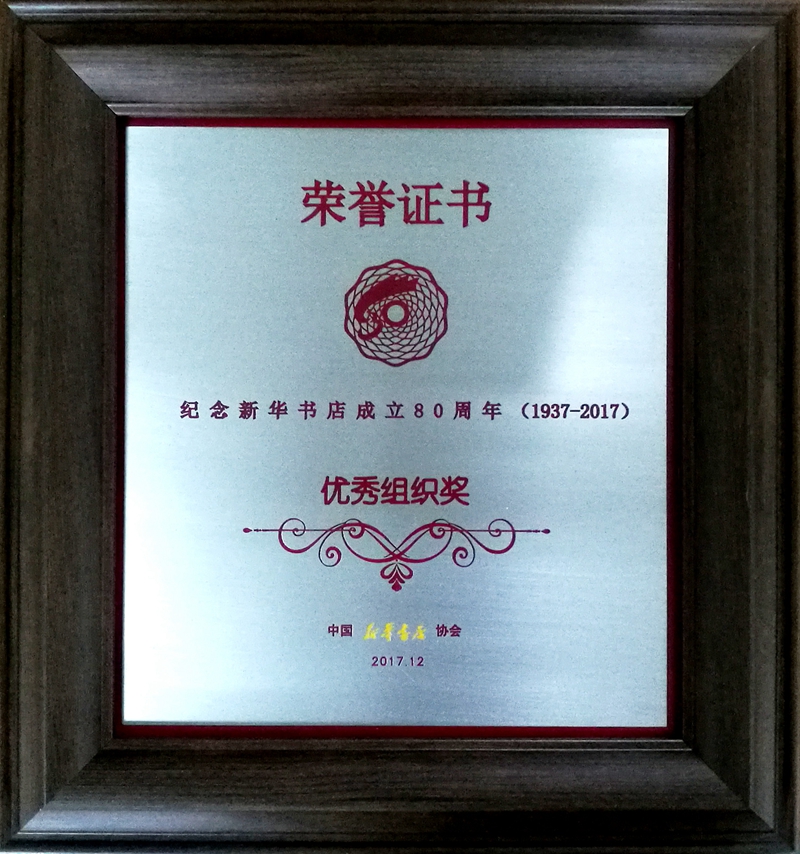 荣誉证书
纪念新华书店成立80周年（1937-2017）
优秀组织奖
中国 新华书店 协会
2017.12